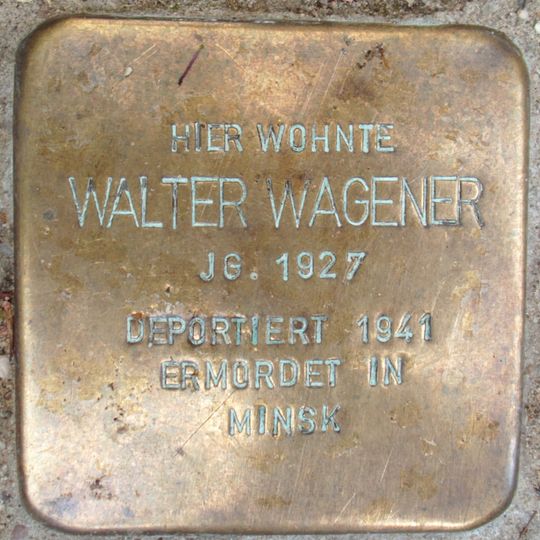 HIER WOHNTE
WALTER WAGENER
JG. 1927
DEPORTIERT 1941
ERMORDET IN
MINSK